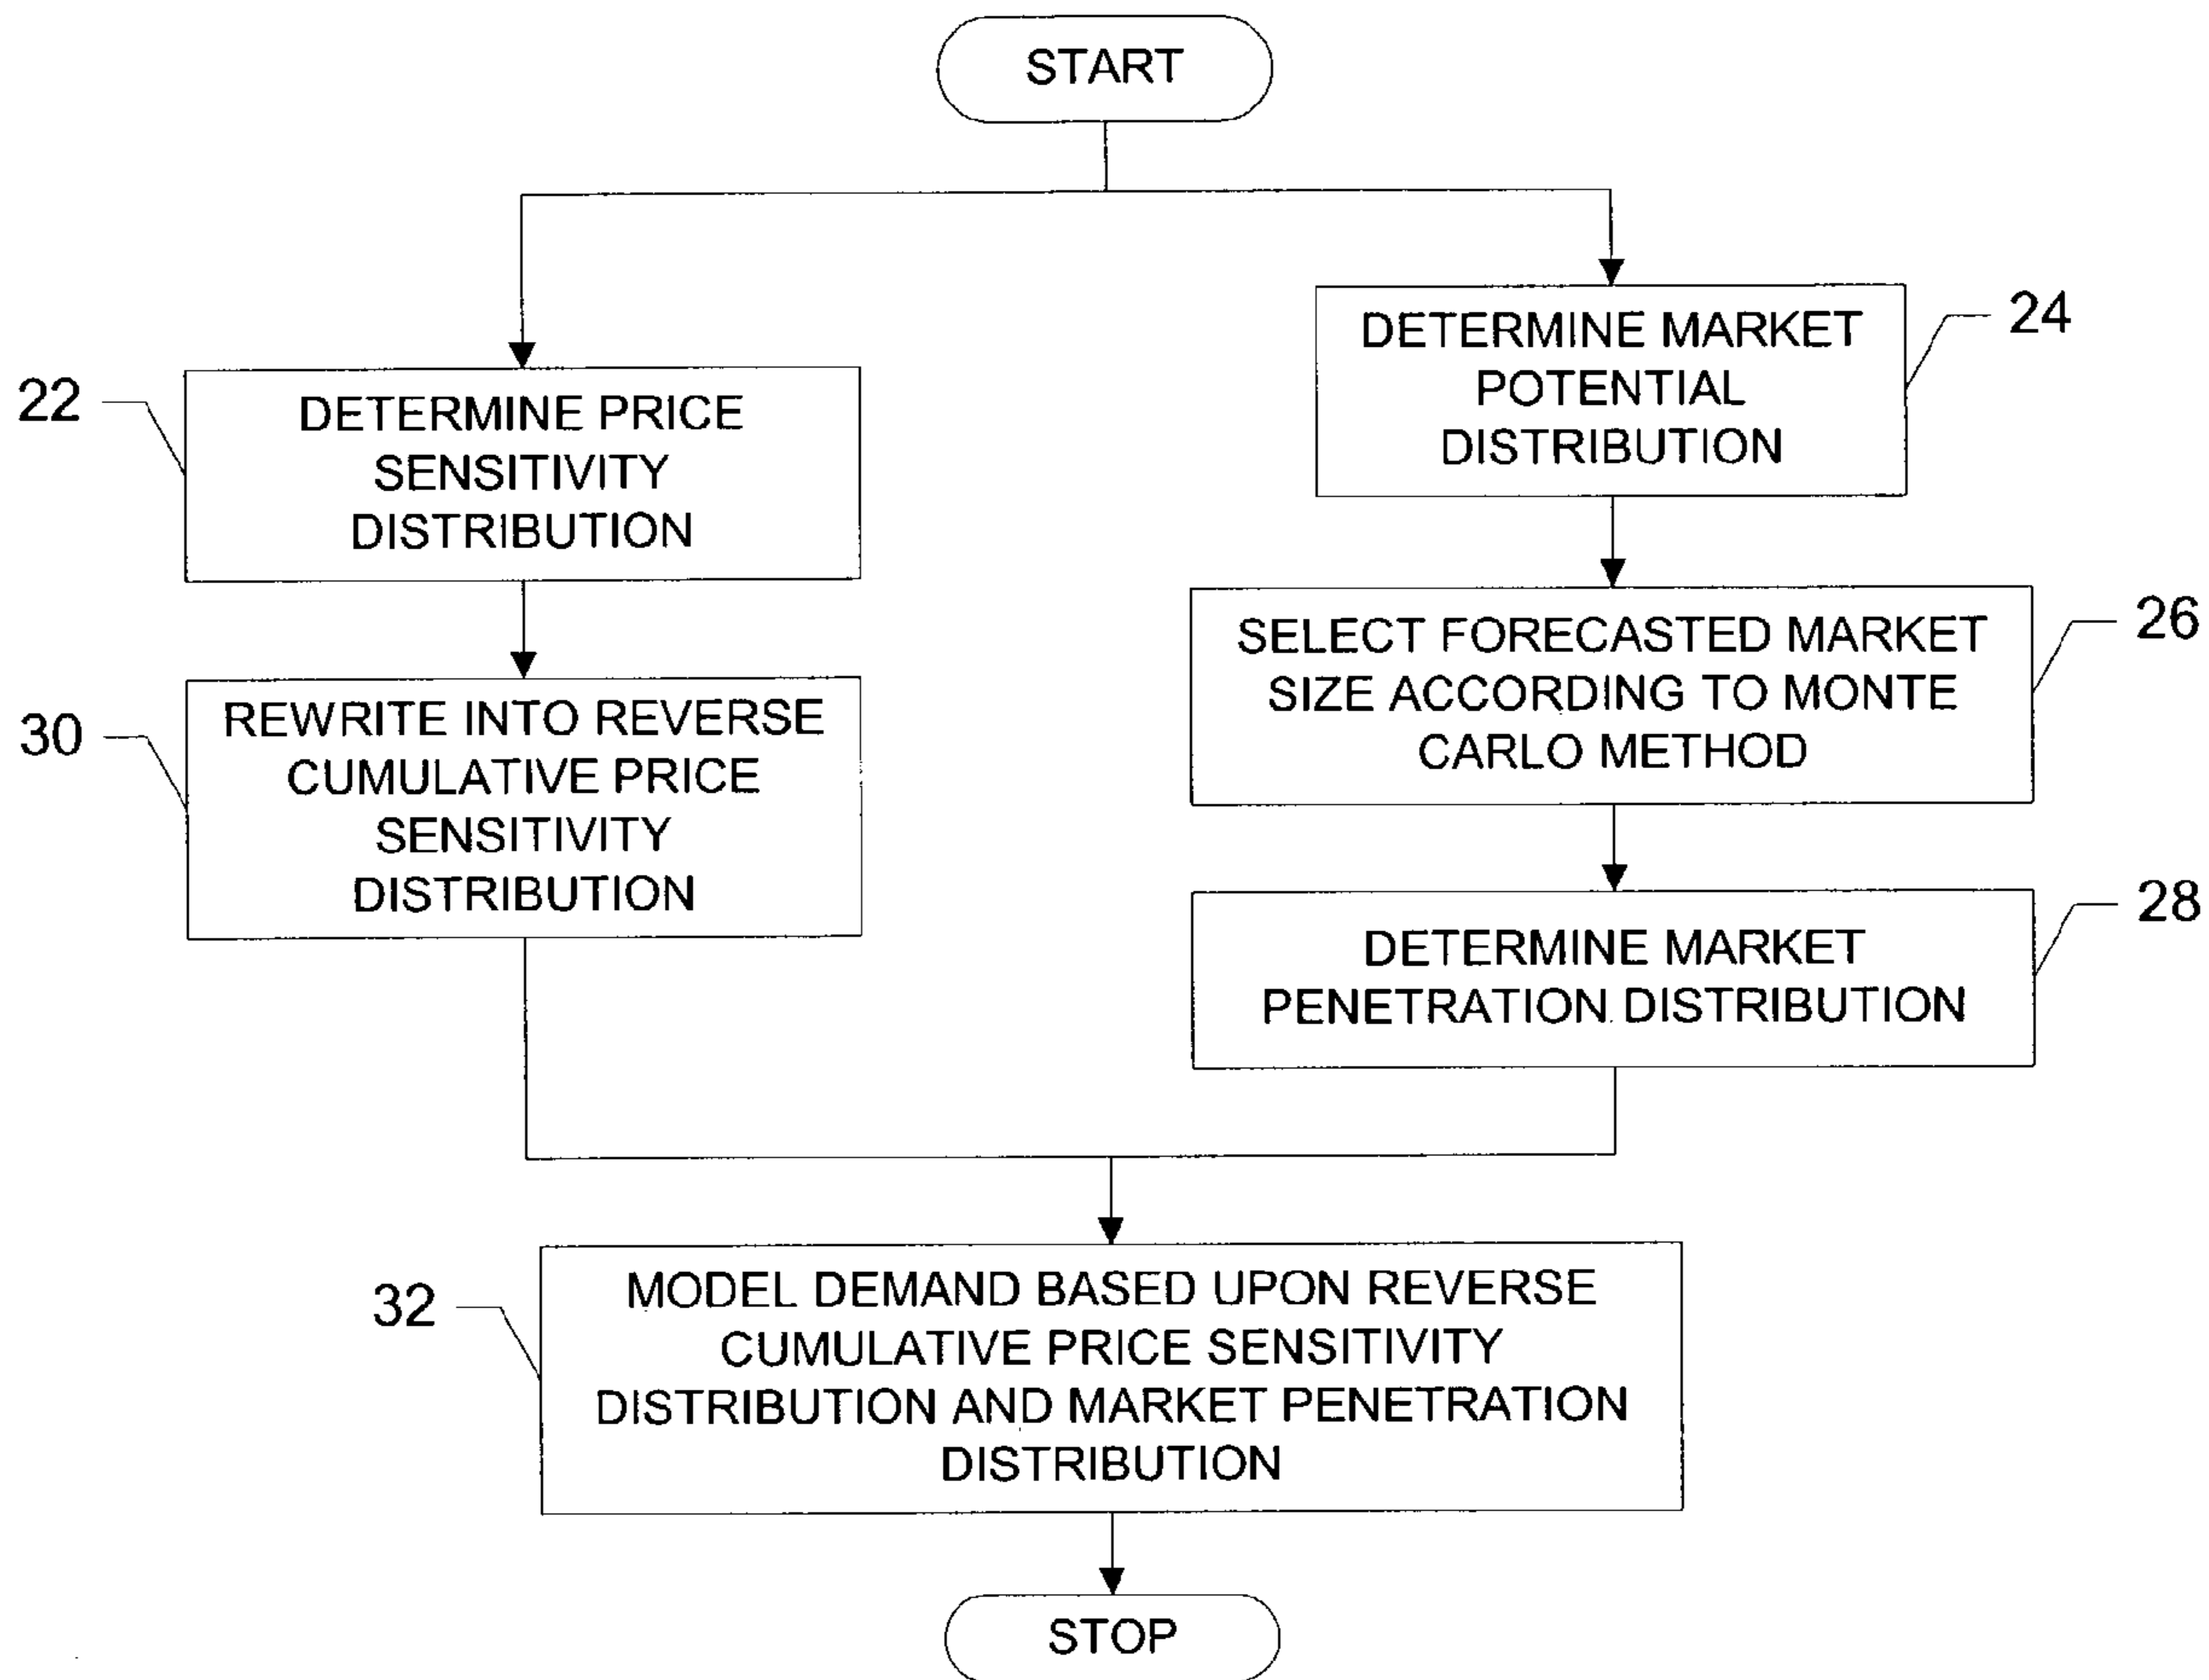 START
22
DETERMINE PRICE
SENSITIVITY
DISTRIBUTION
24
DETERMINE MARKET
POTENTIAL
DISTRIBUTION
26
SELECT FORECASTED MARKET
SIZE ACCORDING TO MONTE
CARLO METHOD
30
REWRITE INTO REVERSE
CUMULATIVE PRICE
SENSITIVITY
DISTRIBUTION
28
DETERMINE MARKET
PENETRATION DISTRIBUTION
32
MODEL DEMAND BASED UPON REVERSE
CUMULATIVE PRICE SENSITIVITY
DISTRIBUTION AND MARKET PENETRATION
DISTRIBUTION
STOP